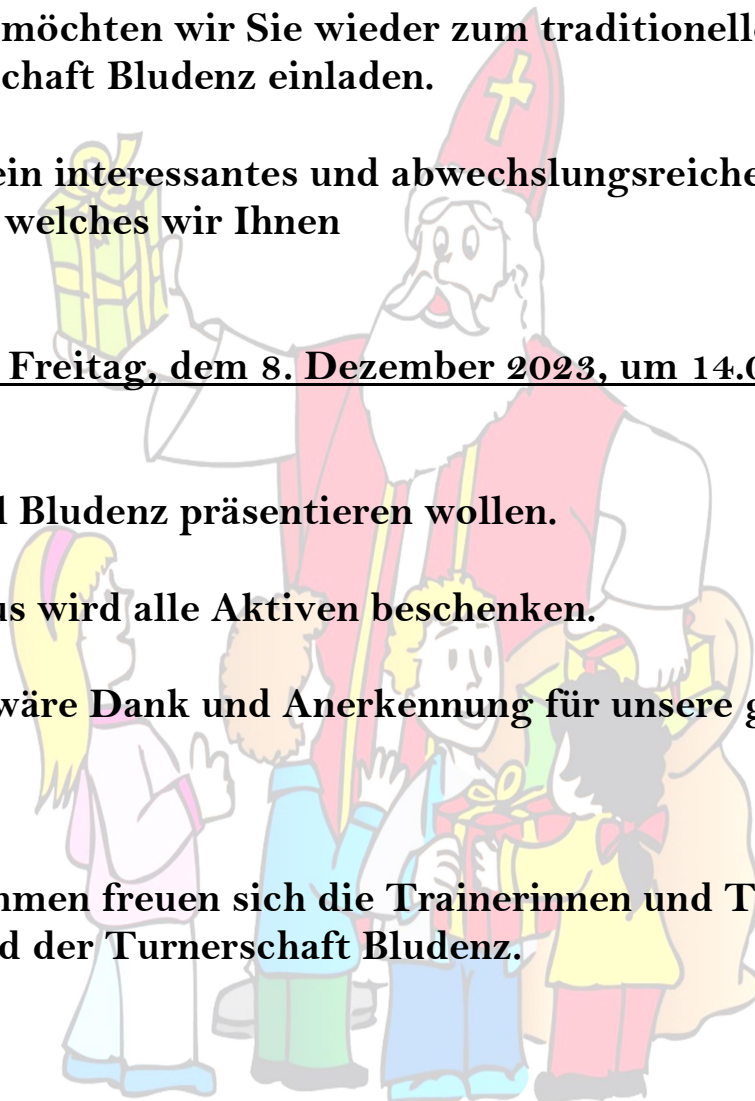 möchten wir Sie wieder zum traditionelle
chaft Bludenz einladen.
ein interessantes und abwechslungsreiche
welches wir Ihnen
Freitag, dem 8. Dezember 2023, um 14.0
l Bludenz präsentieren wollen.
us wird alle Aktiven beschenken.
wäre Dank und Anerkennung für unsere g
mmen freuen sich die Trainerinnen und T
d der Turnerschaft Bludenz.